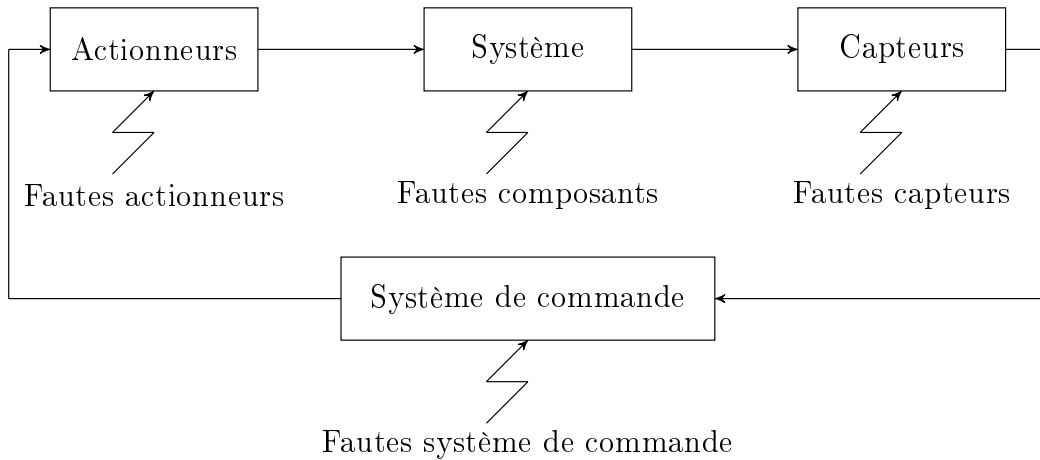 Actionneurs
Système
Capteurs
Fautes actionneurs
Fautes composants
Fautes capteurs
Système de commande
Fautes système de commande